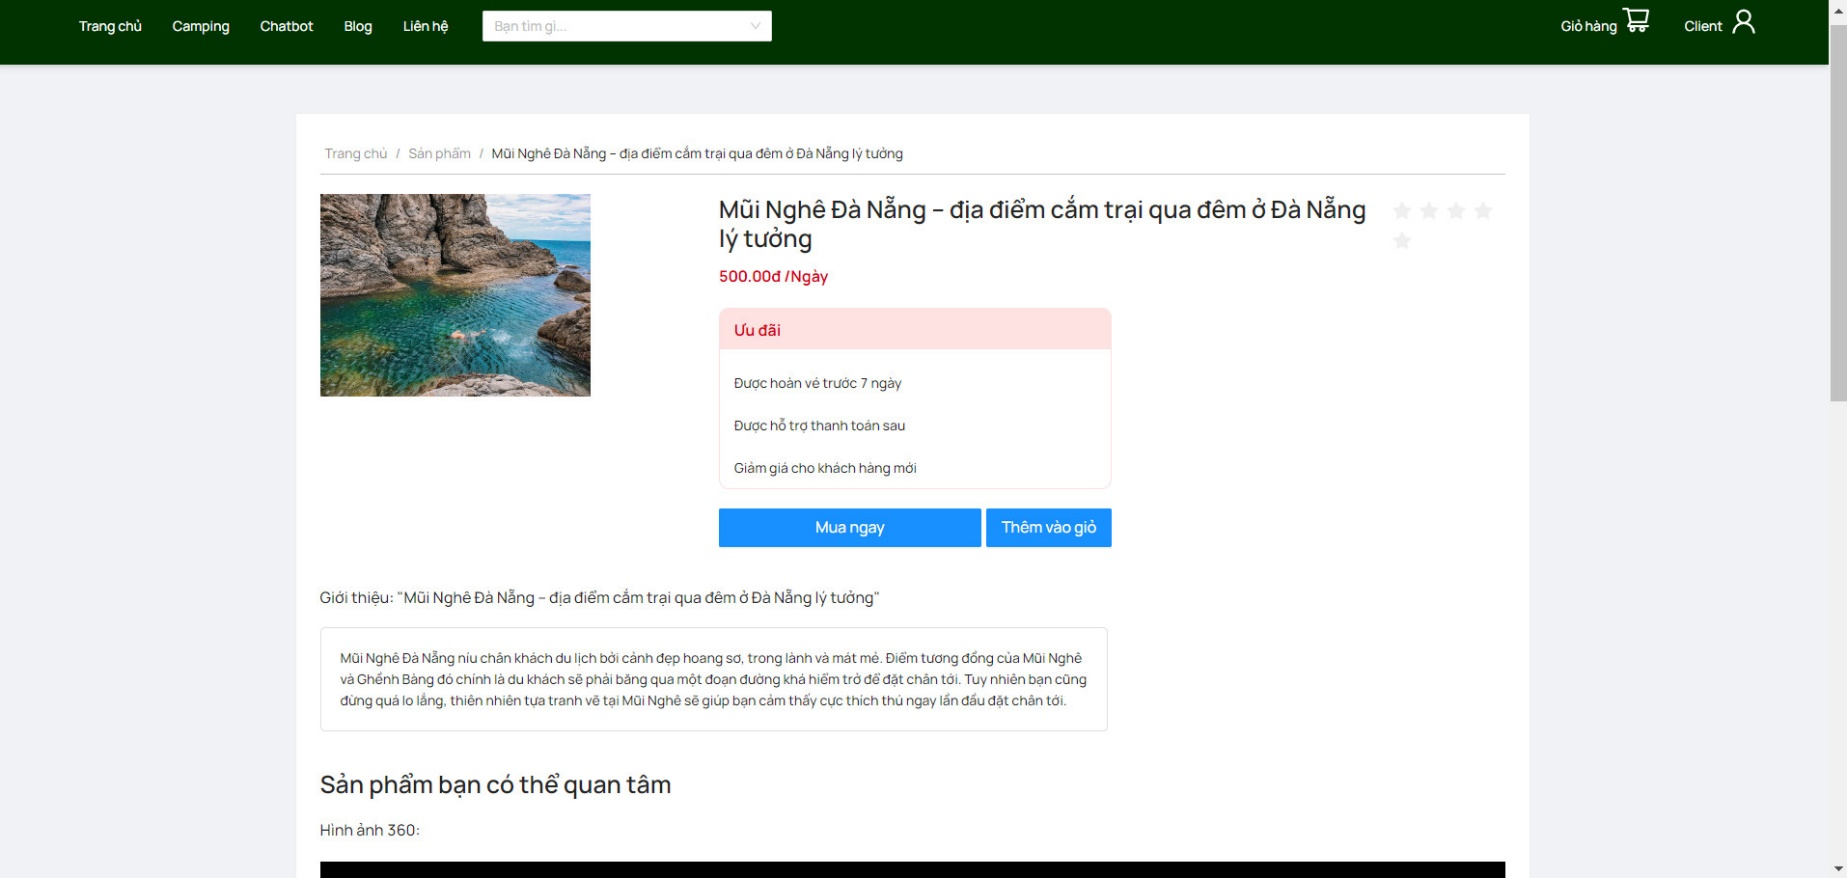 Trang chủ Camping Chatbot Blog Liên hệ Bạn tìm gì... Giỏ hàng Client
Trang chủ / Sản phẩm / Mũi Nghê Đà Nẵng – địa điểm cắm trại qua đêm ở Đà Nẵng lý tưởng
Mũi Nghê Đà Nẵng – địa điểm cắm trại qua đêm ở Đà Nẵng
lý tưởng
500.00đ /Ngày
Ưu đãi
Được hoàn vé trước 7 ngày
Được hỗ trợ thanh toán sau
Giảm giá cho khách hàng mới
Mua ngay Thêm vào giỏ
Giới thiệu: "Mũi Nghê Đà Nẵng – địa điểm cắm trại qua đêm ở Đà Nẵng lý tưởng"
Mũi Nghê Đà Nẵng níu chân khách du lịch bởi cảnh đẹp hoang sơ, trong lành và mát mẻ. Điểm tương đồng của Mũi Nghê
và Ghềnh Bàng đó chính là du khách sẽ phải băng qua một đoạn đường khá hiểm trở để đặt chân tới. Tuy nhiên bạn cũng
đừng quá lo lắng, thiên nhiên tựa tranh vẽ tại Mũi Nghê sẽ giúp bạn cảm thấy cực thích thú ngay lần đầu đặt chân tới.
Sản phẩm bạn có thể quan tâm
Hình ảnh 360: